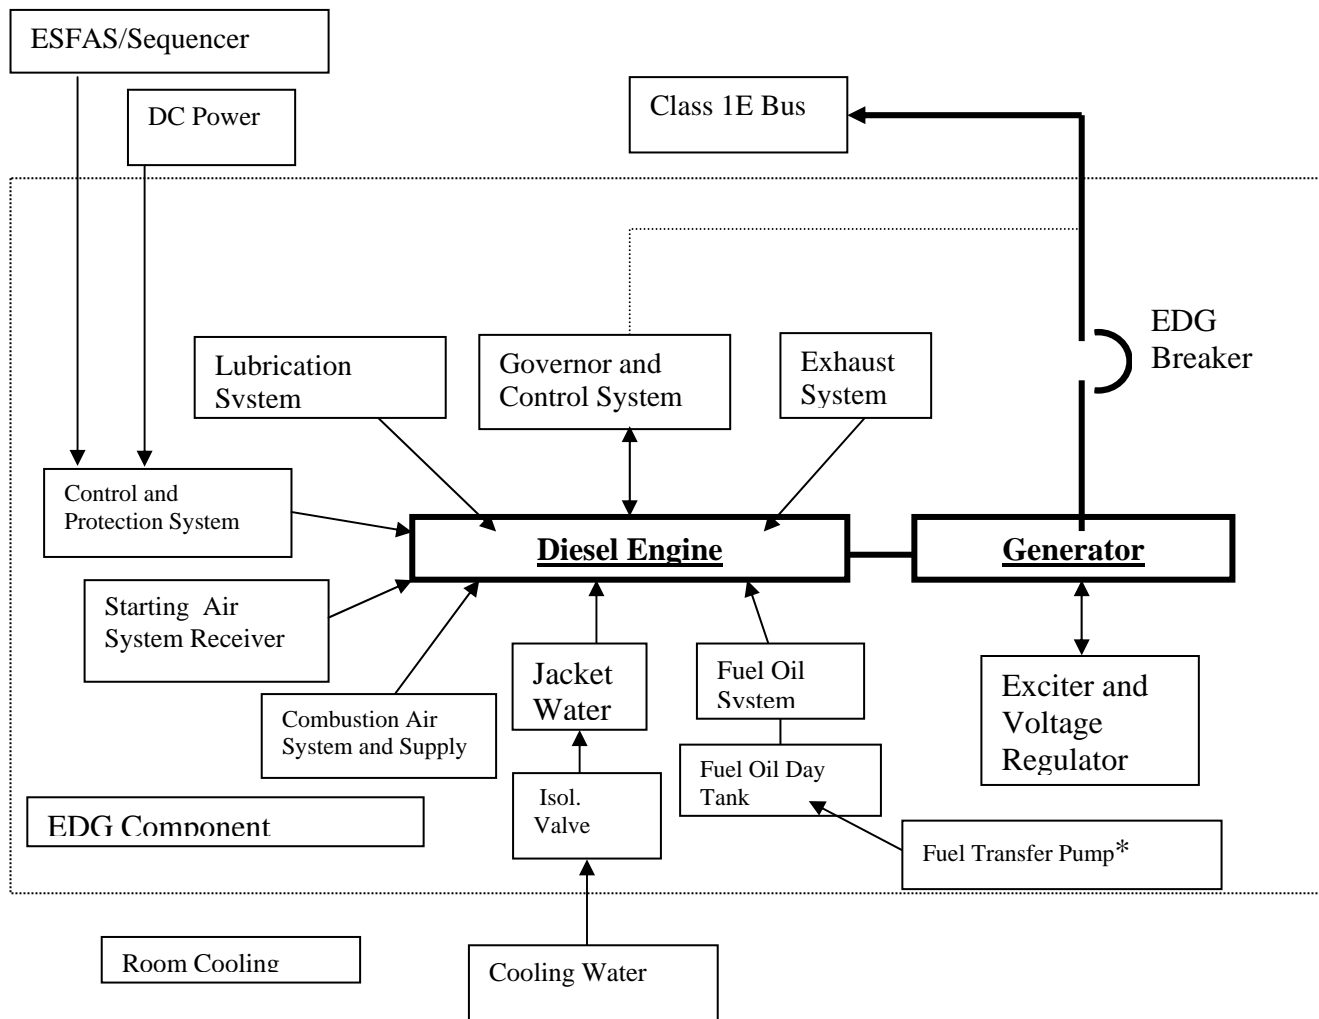 ESFAS/Sequencer
DC Power
Class 1E Bus
EDG
Breaker
Lubrication
System
Governor and
Control System
Exhaust
System
Control and
Protection System
Diesel Engine
Generator
Starting Air
System Receiver
Jacket
Water
Fuel Oil
System
Exciter and
Voltage
Regulator
Combustion Air
System and Supply
Fuel Oil Day
Tank
Isol.
Valve
EDG Component
Fuel Transfer Pump*
Room Cooling
Cooling Water